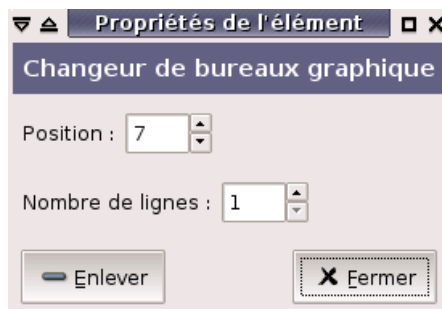 Propriétés de l'élément
Changeur de bureaux graphique
Position : 7
Nombre de lignes : 1
Enlever
Fermer